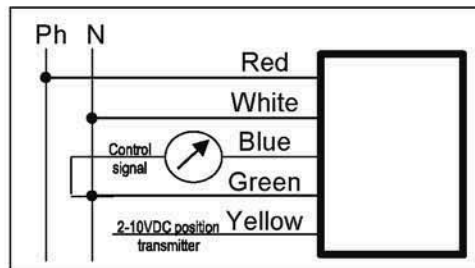 Ph N
Red
White
Control
signal
Blue
Green
2-10VDC position
transmitter
Yellow